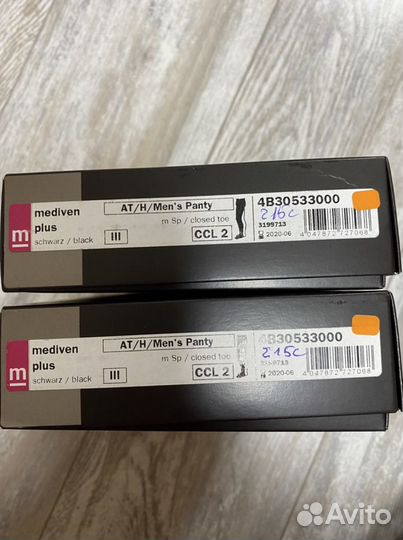 mediven
plus
schwarz / black
III
AT/H/Men's Panty
m Sp / closed toe
CCL 2
4B30533000
215C
3199713
2020-06
4 047872 727068
m
mediven
plus
schwarz / black
III
AT/H/Men's Panty
m Sp / closed toe
CCL 2
4B30533000
215C
3199713
2020-06
4 047872 727068
m
Avito